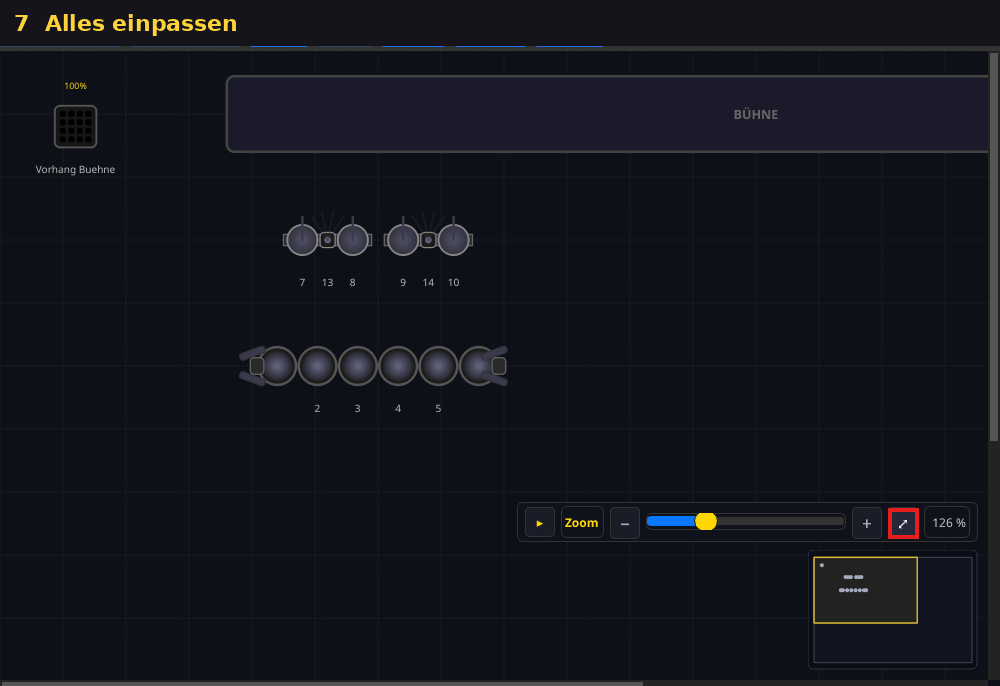 7 Alles einpassen
100%
BÜHNE
Vorhang Buehne
7 13 8 9 14 10
2 3 4 5
Zoom − + 126 %